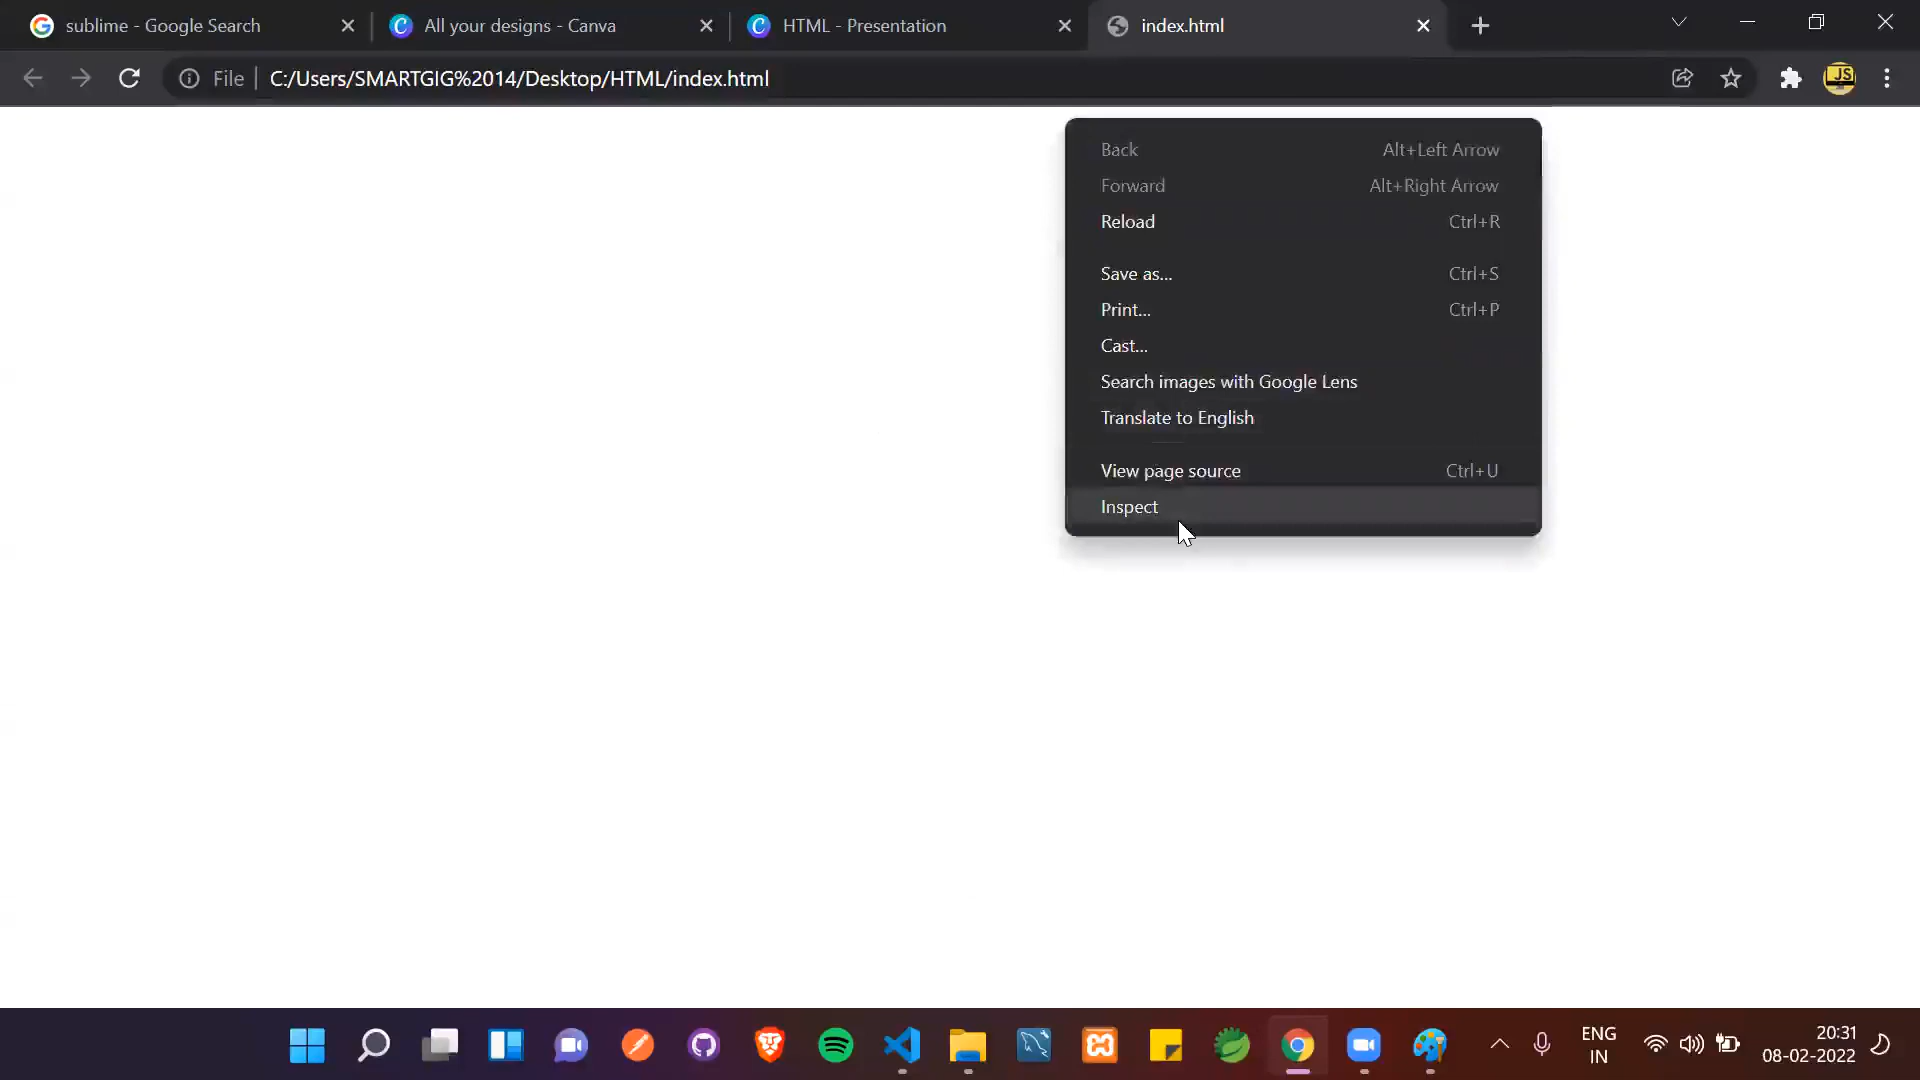 sublime - Google Search
All your designs - Canva
HTML - Presentation
index.html
File
C:/Users/SMARTGIG%2014/Desktop/HTML/index.html
JS
Back Alt+Left Arrow
Forward Alt+Right Arrow
Reload Ctrl+R
Save as... Ctrl+S
Print... Ctrl+P
Cast...
Search images with Google Lens
Translate to English
View page source Ctrl+U
Inspect
ENG
IN
20:31
08-02-2022